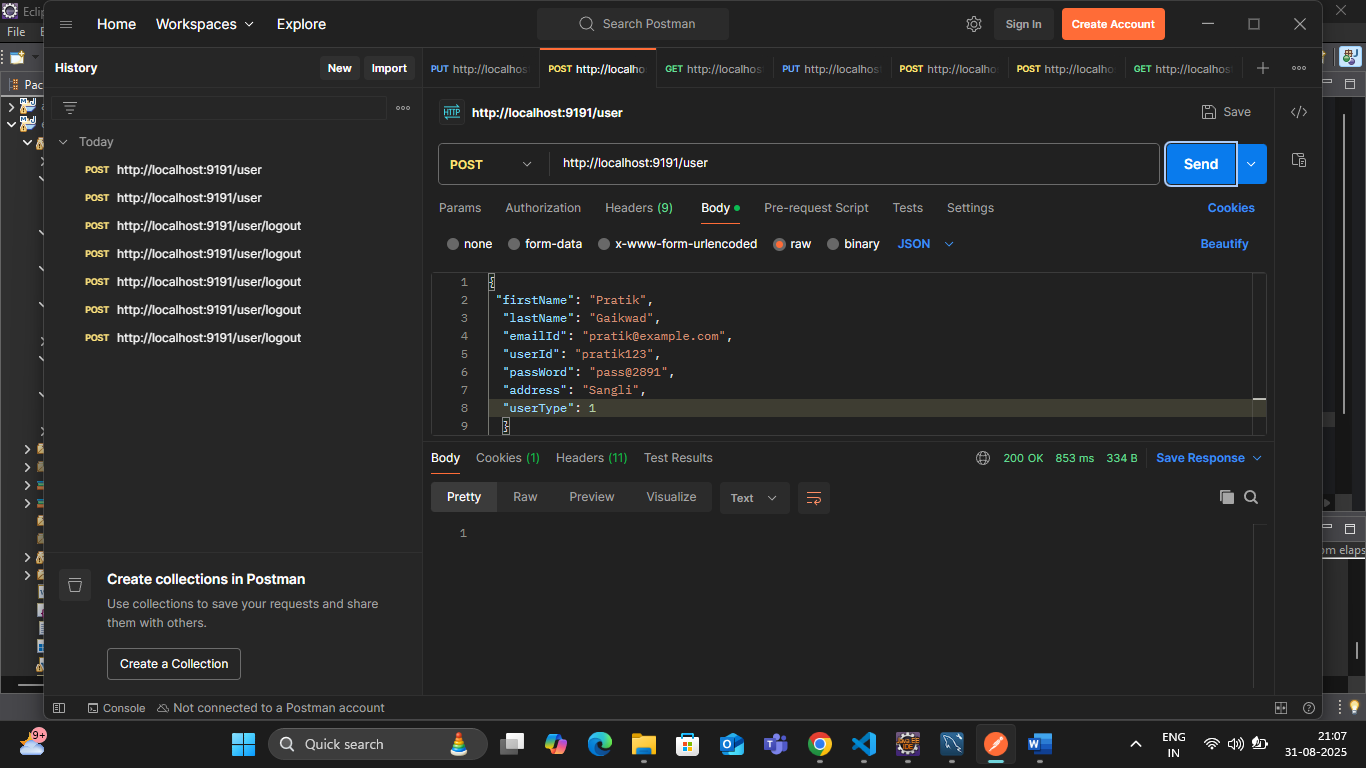 Eclip
File
Home
Workspaces
Explore
Search Postman
Sign In
Create Account
Pac
History
New
Import
PUT http://localhos
POST http://localho
GET http://localhos
PUT http://localhos
POST http://localhos
POST http://localhos
GET http://localhos
Today
POST http://localhost:9191/user
POST http://localhost:9191/user
POST http://localhost:9191/user/logout
POST http://localhost:9191/user/logout
POST http://localhost:9191/user/logout
POST http://localhost:9191/user/logout
POST http://localhost:9191/user/logout
HTTP http://localhost:9191/user
Save
POST
http://localhost:9191/user
Send
Params
Authorization
Headers (9)
Body
Pre-request Script
Tests
Settings
Cookies
none
form-data
x-www-form-urlencoded
raw
binary
JSON
Beautify
1 {
2 "firstName": "Pratik",
3 "lastName": "Gaikwad",
4 "emailId": "pratik@example.com",
5 "userId": "pratik123",
6 "passWord": "pass@2891",
7 "address": "Sangli",
8 "userType": 1
9 }
Body
Cookies (1)
Headers (11)
Test Results
200 OK
853 ms
334 B
Save Response
Pretty
Raw
Preview
Visualize
Text
1
om elaps
Create collections in Postman
Use collections to save your requests and share
them with others.
Create a Collection
Console
Not connected to a Postman account
9+
Quick search
ENG
IN
21:07
31-08-2025